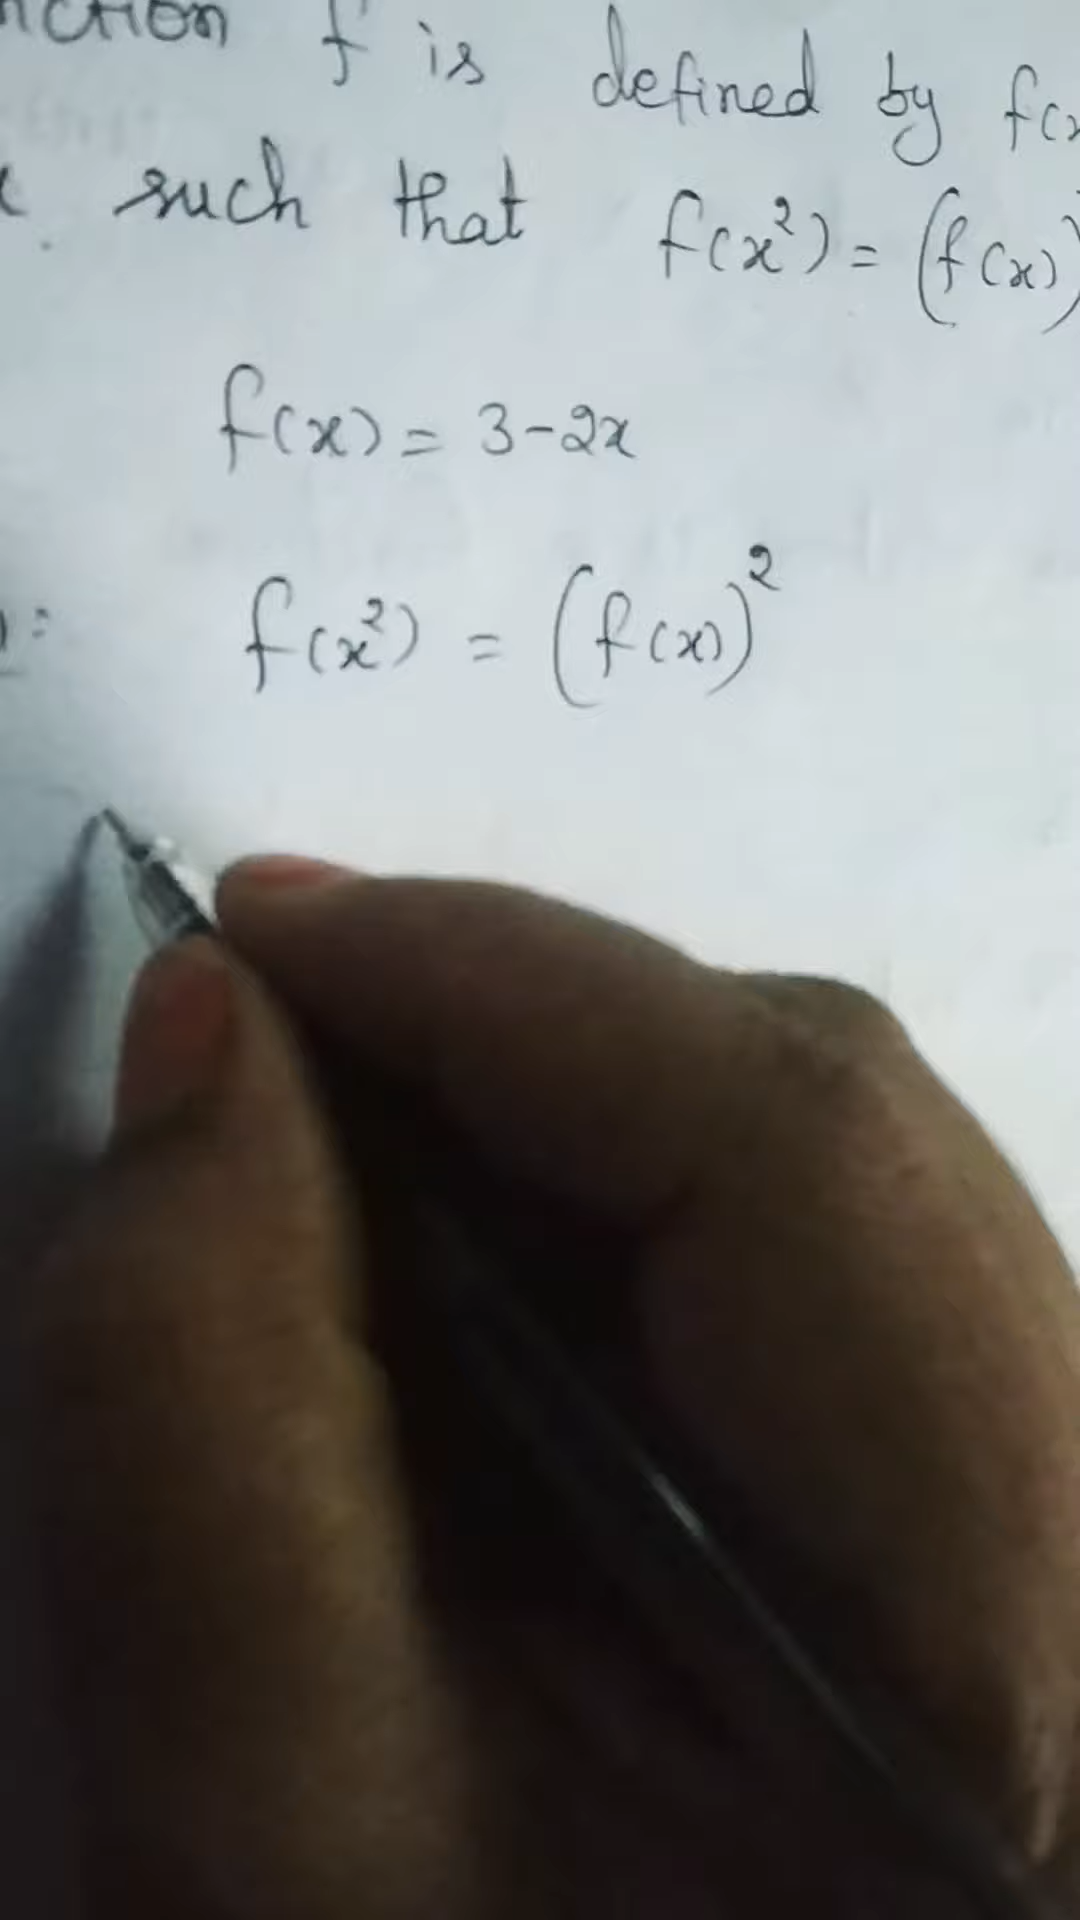 f is defined by
such that f(x²) = (f(x)
f(x) = 3-2x
f(x²) = (f(x))²